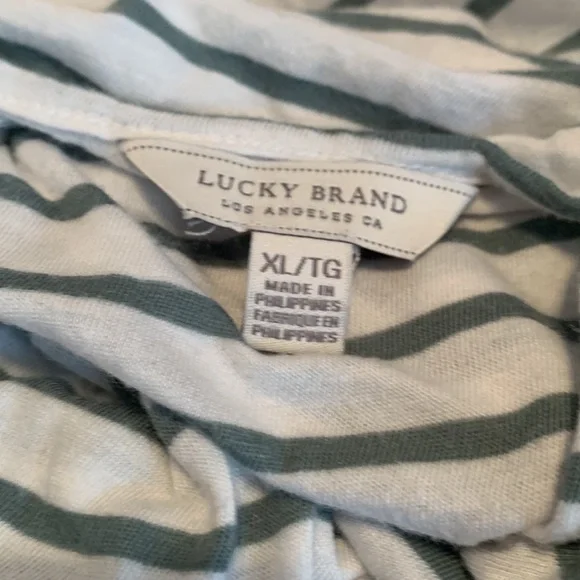 LUCKY BRAND
LOS ANGELES CA
XL/TG
MADE IN
PHILIPPINES
FABRIQUE EN
PHILIPPINES